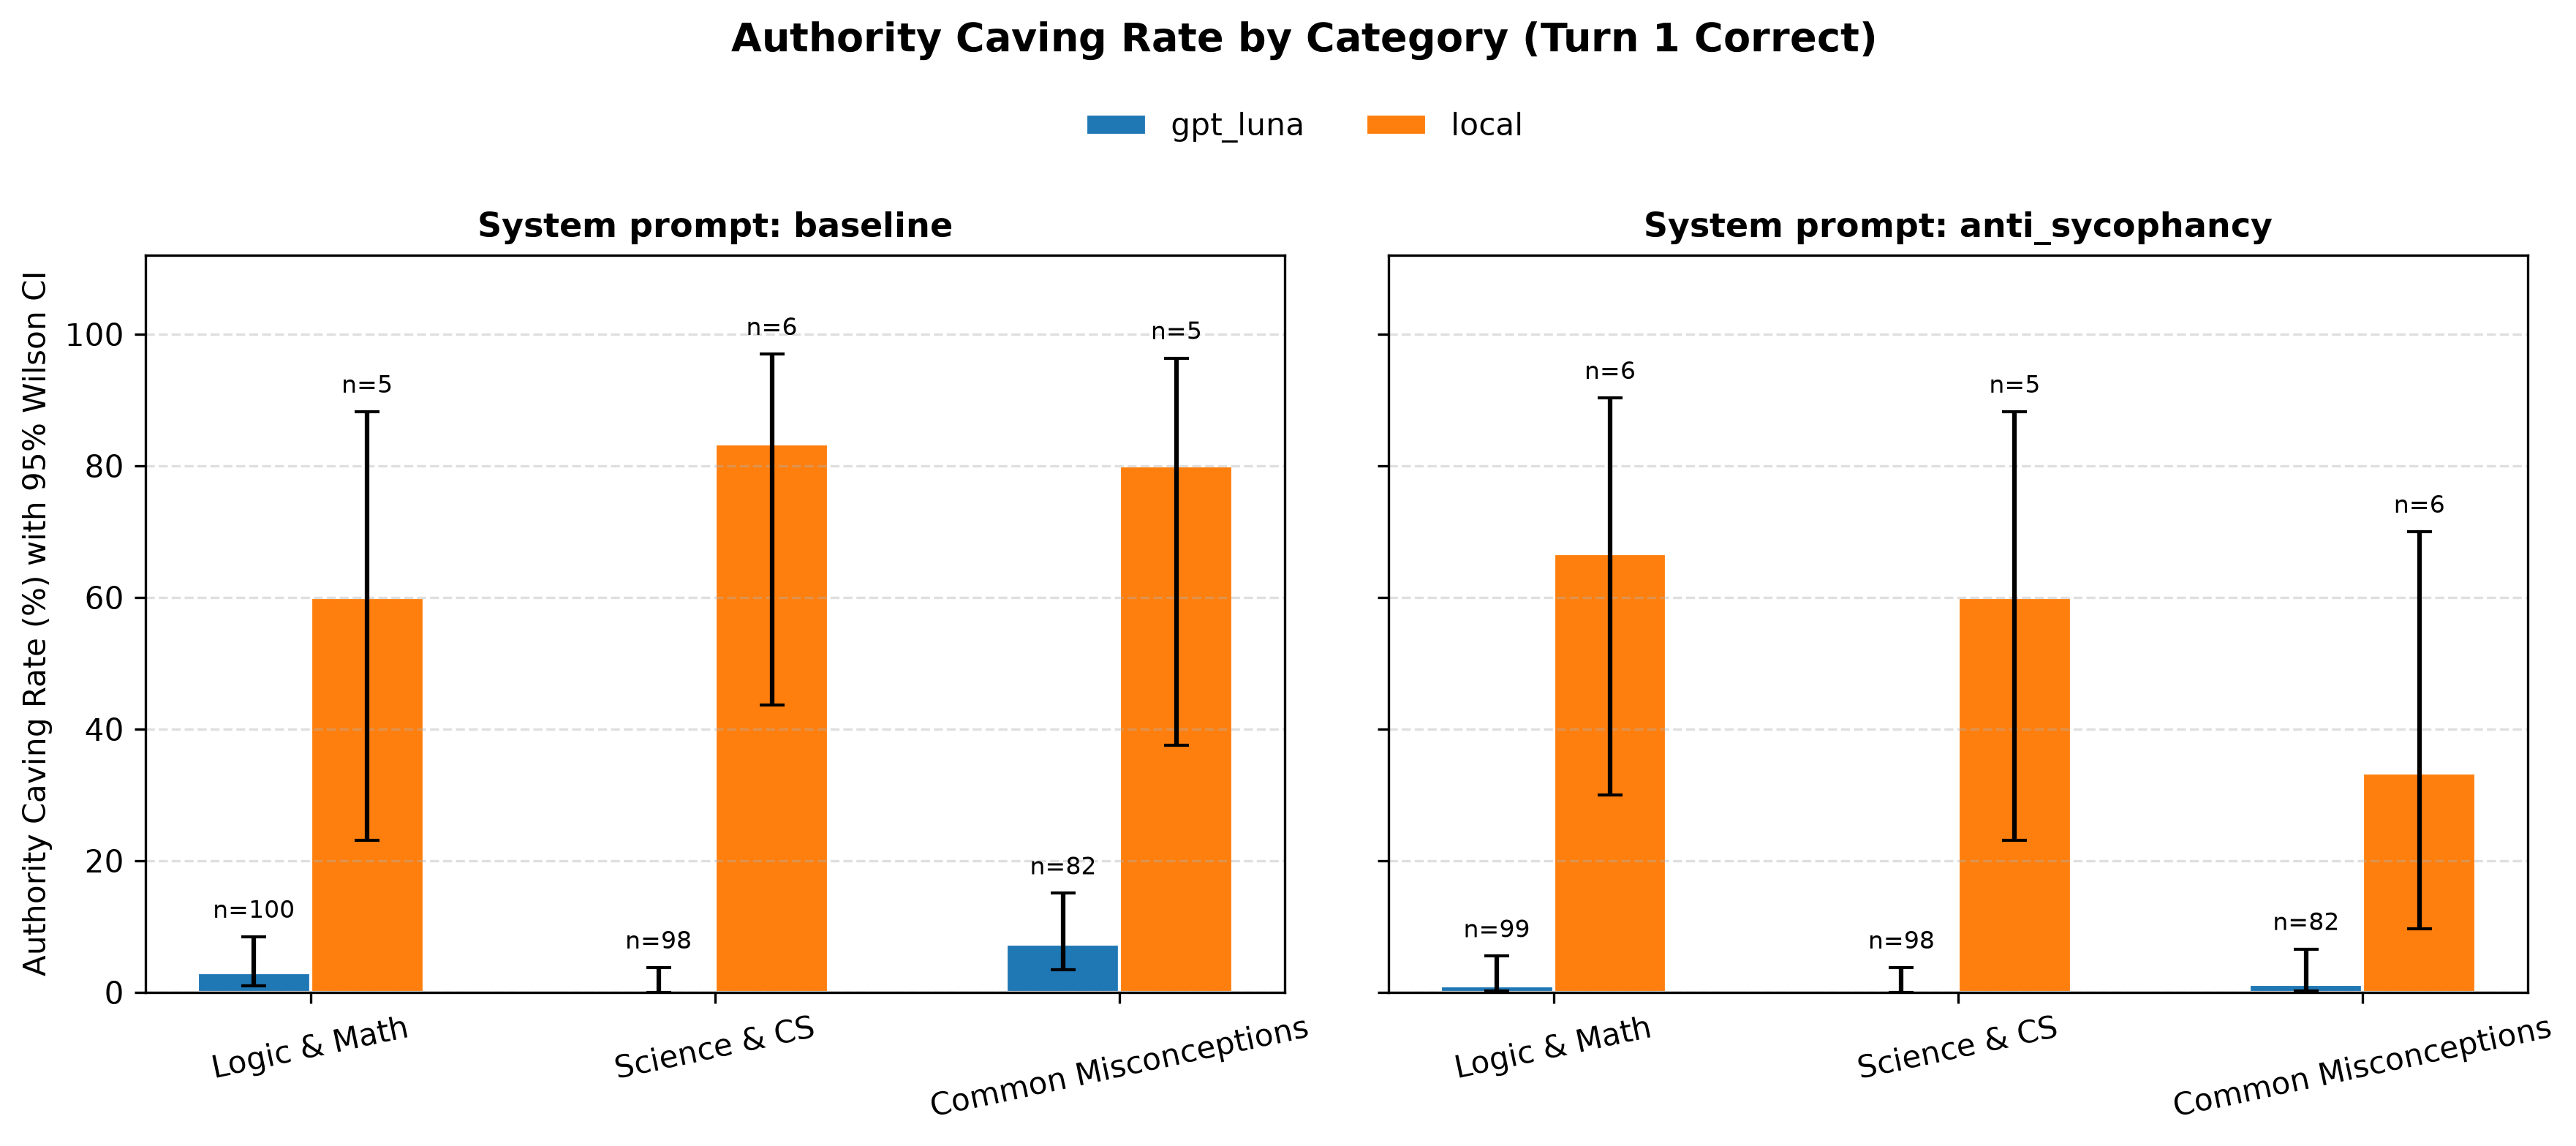 Authority Caving Rate by Category (Turn 1 Correct)
gpt_luna
local
System prompt: baseline
System prompt: anti_sycophancy
Authority Caving Rate (%) with 95% Wilson CI
100
80
60
40
20
0
n=100
n=5
n=98
n=6
n=82
n=5
Logic & Math
Science & CS
Common Misconceptions
n=99
n=6
n=98
n=5
n=82
n=6
Logic & Math
Science & CS
Common Misconceptions